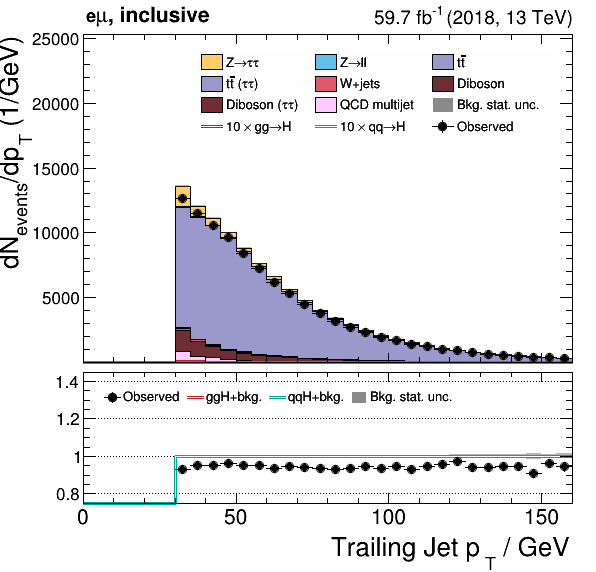 eμ, inclusive 59.7 fb⁻¹ (2018, 13 TeV)
dN_events/dp_T (1/GeV)
25000
20000
15000
10000
5000
Z→ττ Z→ll tt̄
tt̄ (ττ) W+jets Diboson
Diboson (ττ) QCD multijet Bkg. stat. unc.
10 × gg→H 10 × qq→H Observed
1.4
1.2
1
0.8
Observed ggH+bkg. qqH+bkg. Bkg. stat. unc.
0 50 100 150
Trailing Jet p_T / GeV